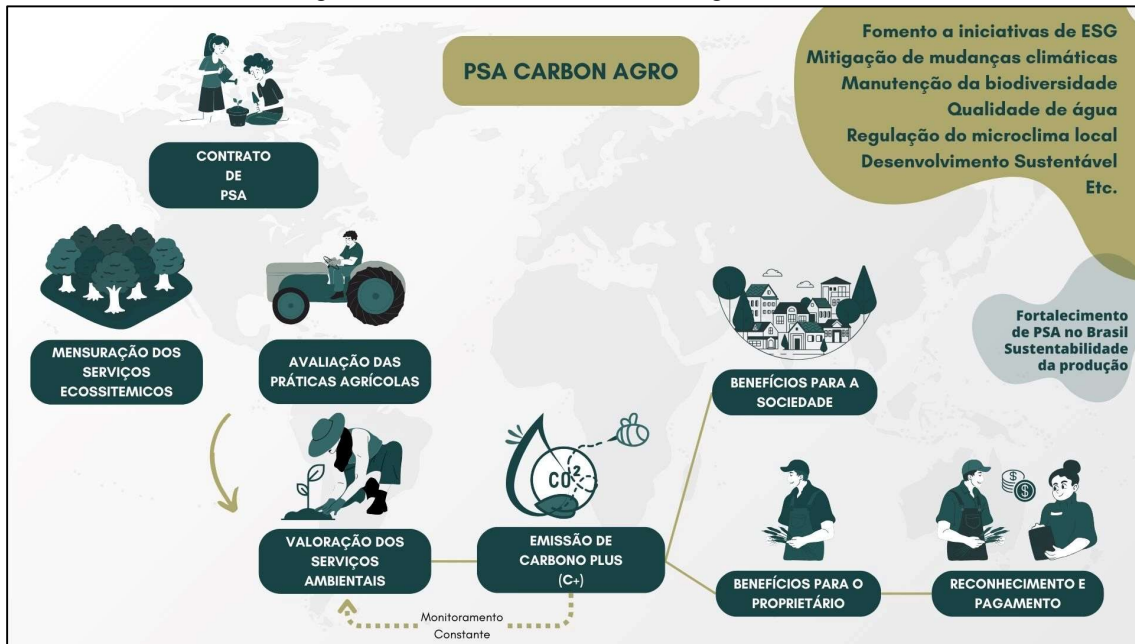 PSA CARBON AGRO
Fomento a iniciativas de ESG
Mitigação de mudanças climáticas
Manutenção da biodiversidade
Qualidade de água
Regulação do microclima local
Desenvolvimento Sustentável
Etc.
CONTRATO
DE
PSA
MENSURAÇÃO DOS
SERVIÇOS
ECOSSITEMICOS
AVALIAÇÃO DAS
PRÁTICAS AGRÍCOLAS
Fortalecimento
de PSA no Brasil
Sustentabilidade
da produção
BENEFÍCIOS PARA A
SOCIEDADE
CO²
VALORAÇÃO DOS
SERVIÇOS
AMBIENTAIS
EMISSÃO DE
CARBONO PLUS
(C+)
$
$
BENEFÍCIOS PARA O
PROPRIETÁRIO
RECONHECIMENTO E
PAGAMENTO
Monitoramento
Constante